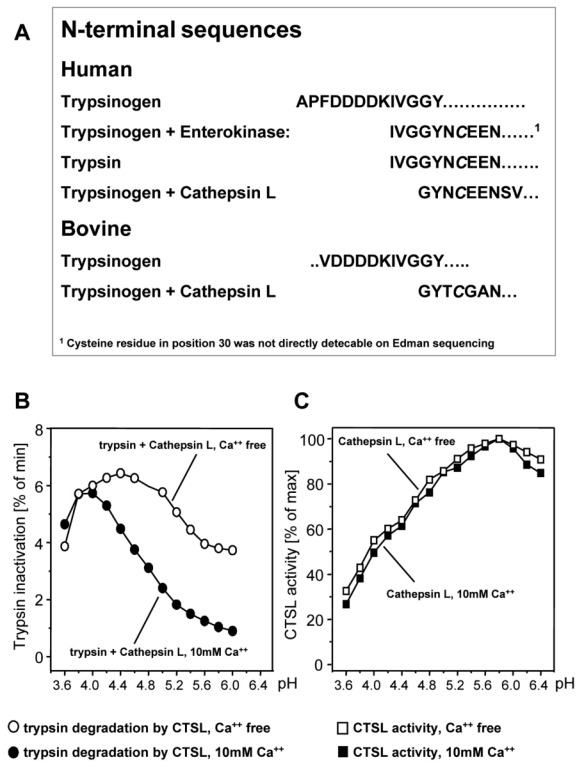 A
N-terminal sequences
Human
Trypsinogen APFDDDDKIVGGY...............
Trypsinogen + Enterokinase: IVGGYNCEEN......¹
Trypsin IVGGYNCEEN.......
Trypsinogen + Cathepsin L GYNCEENSV...
Bovine
Trypsinogen ..VDDDDKIVGGY.....
Trypsinogen + Cathepsin L GYTCGAN...
¹ Cysteine residue in position 30 was not directly detecable on Edman sequencing
B
Trypsin inactivation [% of min]
8
6
4
2
0
trypsin + Cathepsin L, Ca⁺⁺ free
trypsin + Cathepsin L, 10mM Ca⁺⁺
3.6 4.0 4.4 4.8 5.2 5.6 6.0 6.4 pH
C
CTSL activity [% of max]
100
80
60
40
20
0
Cathepsin L, Ca⁺⁺ free
Cathepsin L, 10mM Ca⁺⁺
3.6 4.0 4.4 4.8 5.2 5.6 6.0 6.4 pH
trypsin degradation by CTSL, Ca⁺⁺ free
trypsin degradation by CTSL, 10mM Ca⁺⁺
CTSL activity, Ca⁺⁺ free
CTSL activity, 10mM Ca⁺⁺